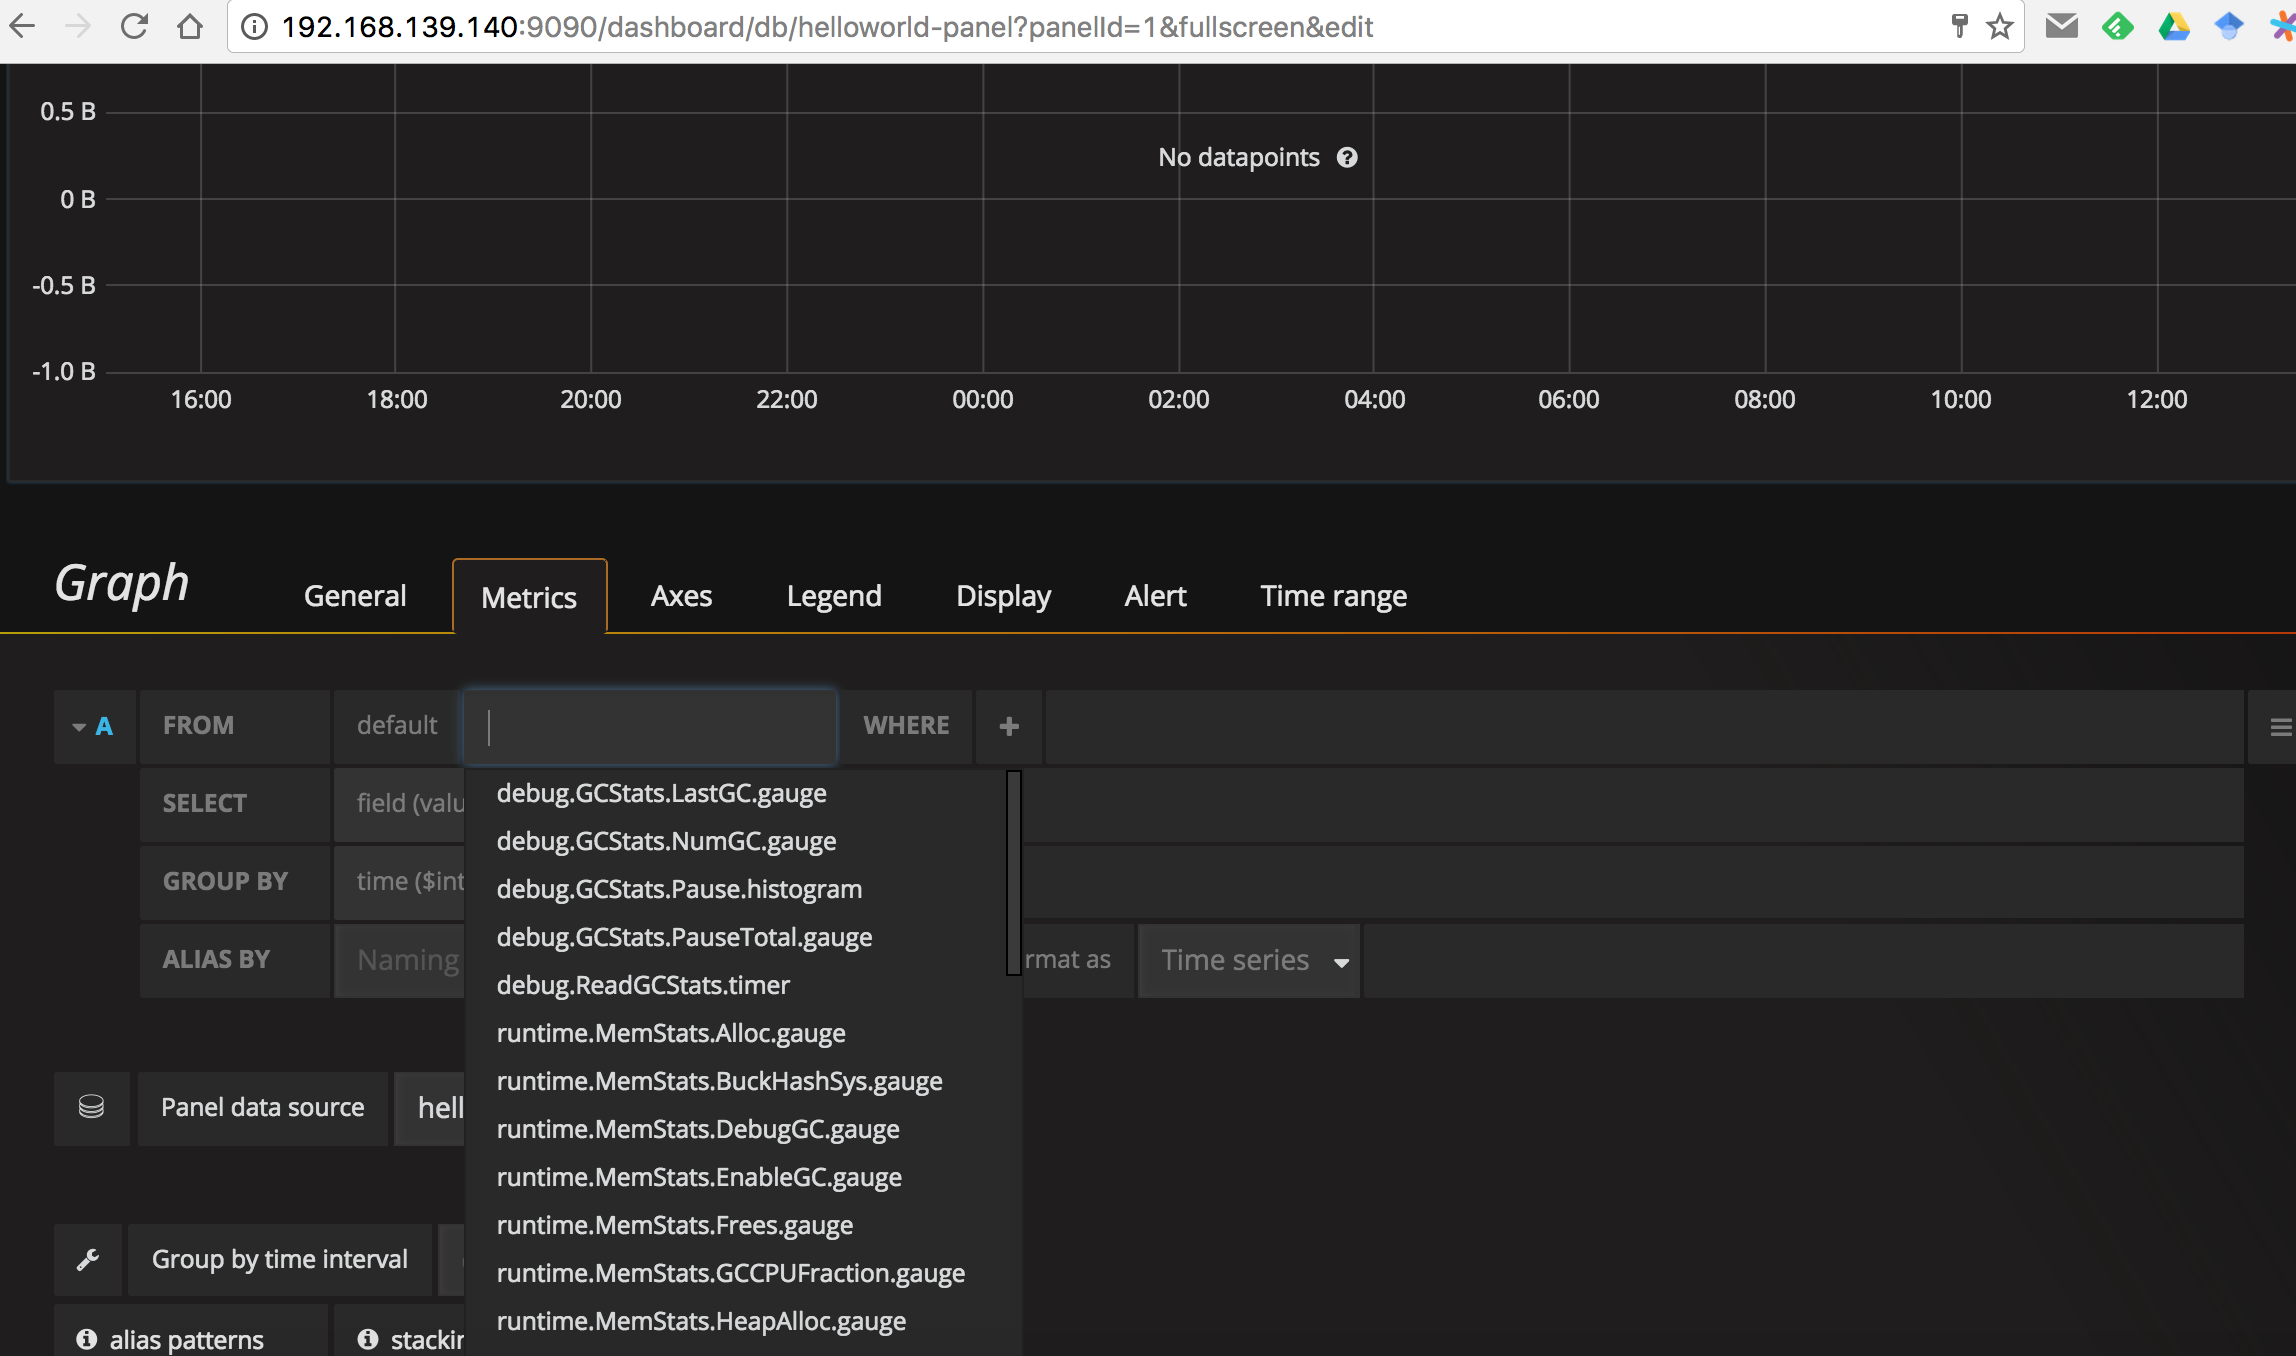 192.168.139.140:9090/dashboard/db/helloworld-panel?panelId=1&fullscreen&edit
0.5 B
No datapoints
0 B
-0.5 B
-1.0 B
16:00 18:00 20:00 22:00 00:00 02:00 04:00 06:00 08:00 10:00 12:00
Graph General Metrics Axes Legend Display Alert Time range
A FROM default WHERE +
SELECT field (valu
GROUP BY time ($int
ALIAS BY Naming rmat as Time series
debug.GCStats.LastGC.gauge
debug.GCStats.NumGC.gauge
debug.GCStats.Pause.histogram
debug.GCStats.PauseTotal.gauge
debug.ReadGCStats.timer
runtime.MemStats.Alloc.gauge
runtime.MemStats.BuckHashSys.gauge
runtime.MemStats.DebugGC.gauge
runtime.MemStats.EnableGC.gauge
runtime.MemStats.Frees.gauge
runtime.MemStats.GCCPUFraction.gauge
runtime.MemStats.HeapAlloc.gauge
Panel data source hell
Group by time interval
alias patterns stackin